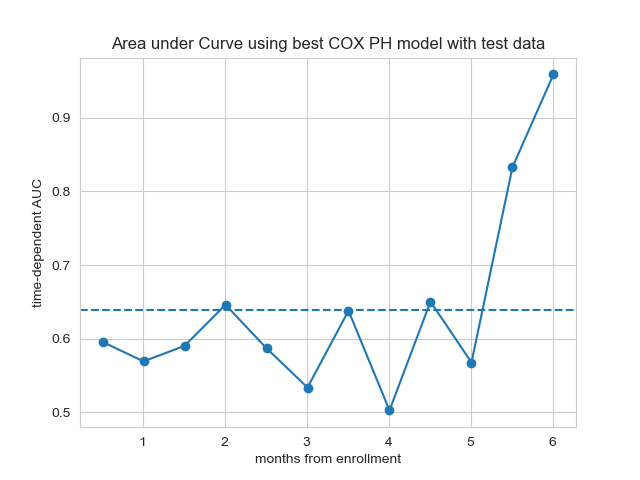 Area under Curve using best COX PH model with test data
time-dependent AUC
0.9
0.8
0.7
0.6
0.5
1 2 3 4 5 6
months from enrollment